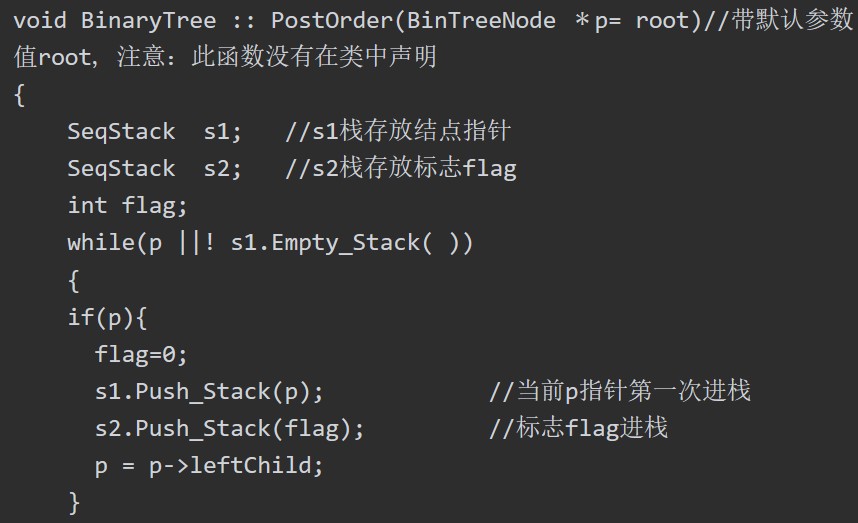 void BinaryTree :: PostOrder(BinTreeNode ＊p= root)//带默认参数
值root, 注意: 此函数没有在类中声明
{
    SeqStack  s1;   //s1栈存放结点指针
    SeqStack  s2;   //s2栈存放标志flag
    int flag;
    while(p ||! s1.Empty_Stack( ))
    {
    if(p){
      flag=0;
      s1.Push_Stack(p);            //当前p指针第一次进栈
      s2.Push_Stack(flag);         //标志flag进栈
      p = p->leftChild;
    }